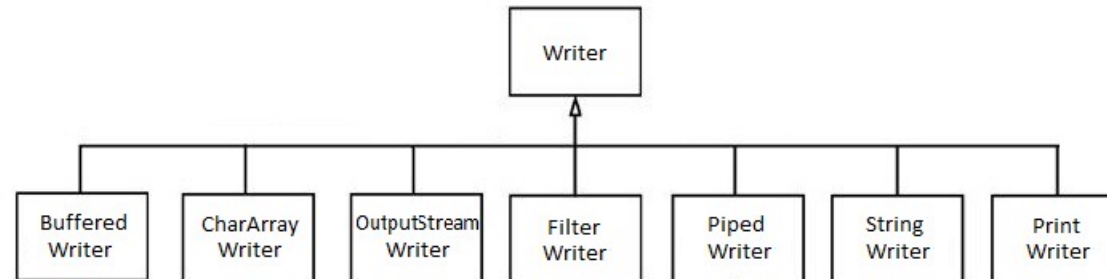 Writer
Buffered
Writer
CharArray
Writer
OutputStream
Writer
Filter
Writer
Piped
Writer
String
Writer
Print
Writer